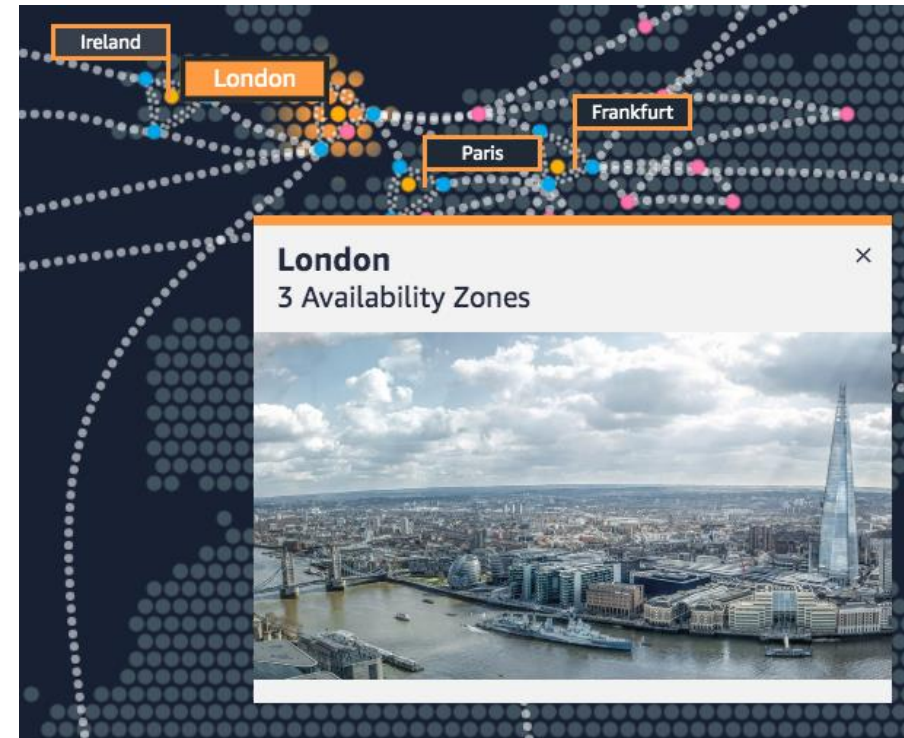 Ireland
London
Frankfurt
Paris
London
×
3 Availability Zones